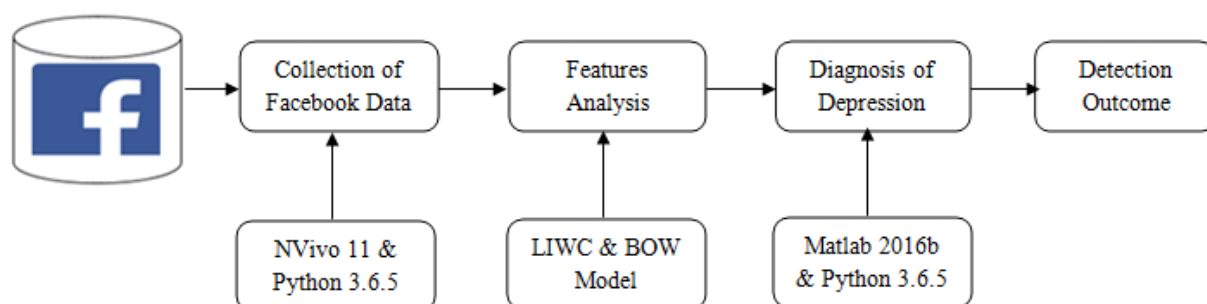 f
Collection of
Facebook Data
Features
Analysis
Diagnosis of
Depression
Detection
Outcome
NVivo 11 &
Python 3.6.5
LIWC & BOW
Model
Matlab 2016b
& Python 3.6.5